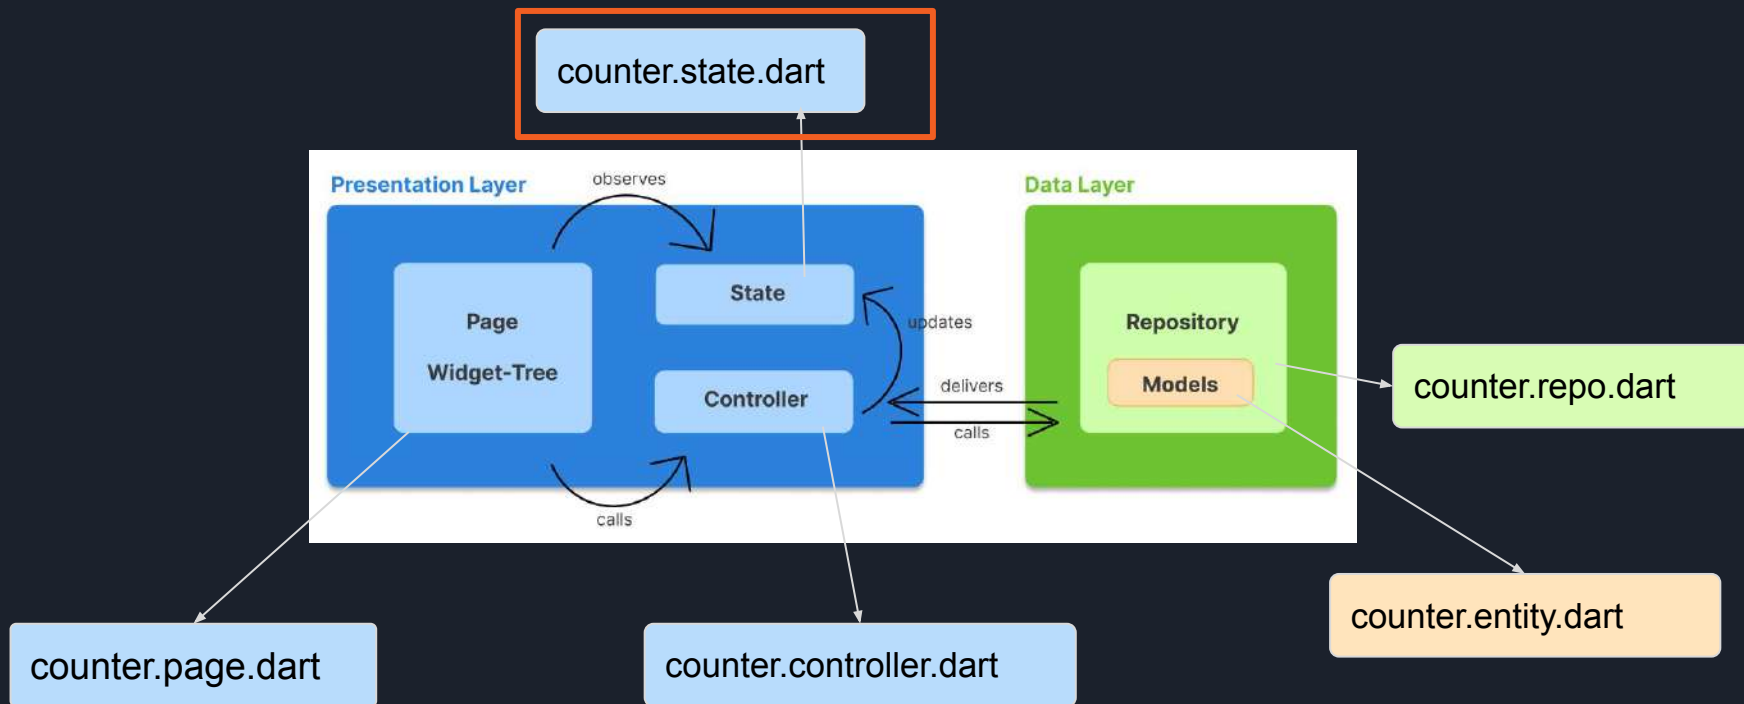 counter.state.dart
Presentation Layer
observes
Data Layer
State
Page
Widget-Tree
updates
Controller
Repository
Models
delivers
calls
calls
counter.repo.dart
counter.entity.dart
counter.page.dart
counter.controller.dart